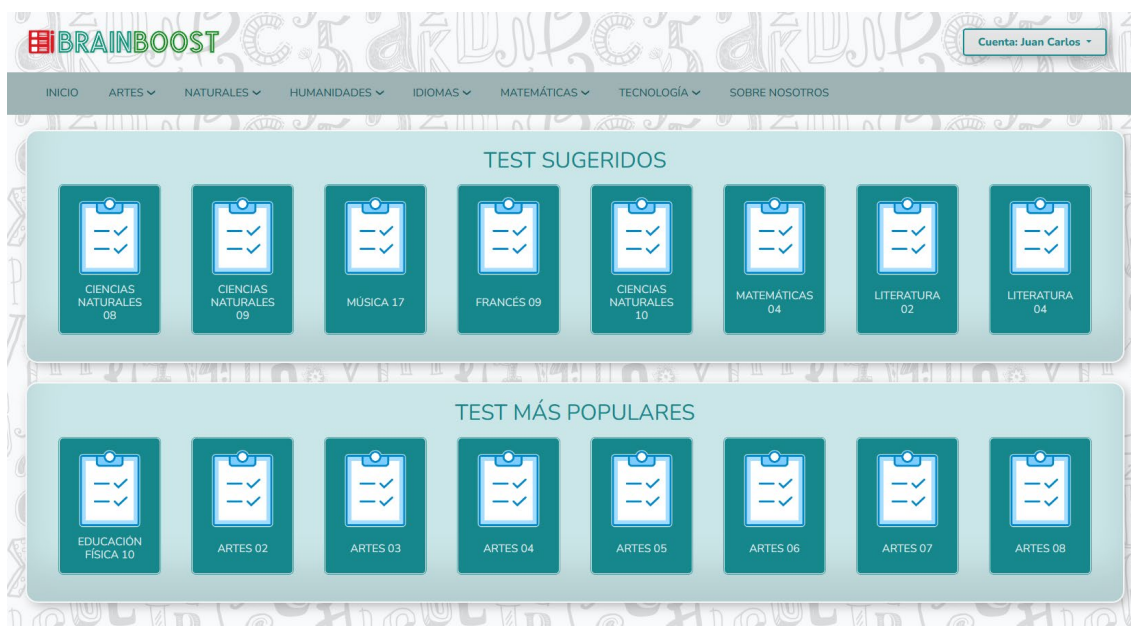 BRAINBOOST
Cuenta: Juan Carlos
INICIO ARTES NATURALES HUMANIDADES IDIOMAS MATEMÁTICAS TECNOLOGÍA SOBRE NOSOTROS
TEST SUGERIDOS
CIENCIAS
NATURALES
08
CIENCIAS
NATURALES
09
MÚSICA 17
FRANCÉS 09
CIENCIAS
NATURALES
10
MATEMÁTICAS
04
LITERATURA
02
LITERATURA
04
TEST MÁS POPULARES
EDUCACIÓN
FÍSICA 10
ARTES 02
ARTES 03
ARTES 04
ARTES 05
ARTES 06
ARTES 07
ARTES 08